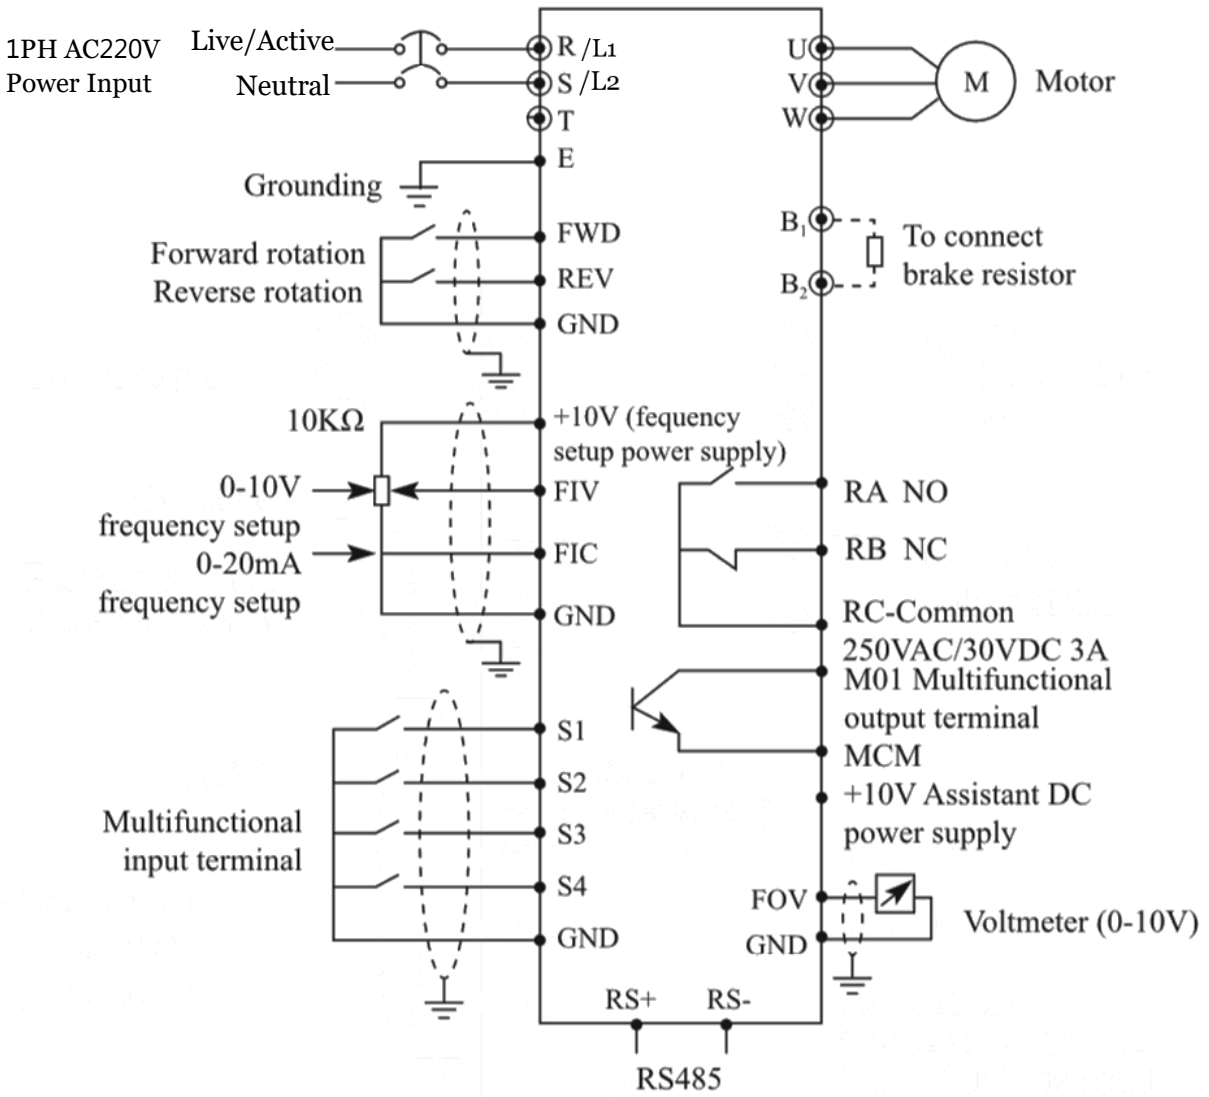 1PH AC220V
Power Input
Live/Active
Neutral
R /L1
S /L2
T
E
Grounding
Forward rotation
Reverse rotation
FWD
REV
GND
10KΩ
+10V (fequency
setup power supply)
0-10V
frequency setup
FIV
0-20mA
frequency setup
FIC
GND
Multifunctional
input terminal
S1
S2
S3
S4
GND
U
V
W
M
Motor
B1
B2
To connect
brake resistor
RA NO
RB NC
RC-Common
250VAC/30VDC 3A
M01 Multifunctional
output terminal
MCM
+10V Assistant DC
power supply
FOV
GND
Voltmeter (0-10V)
RS+ RS-
RS485